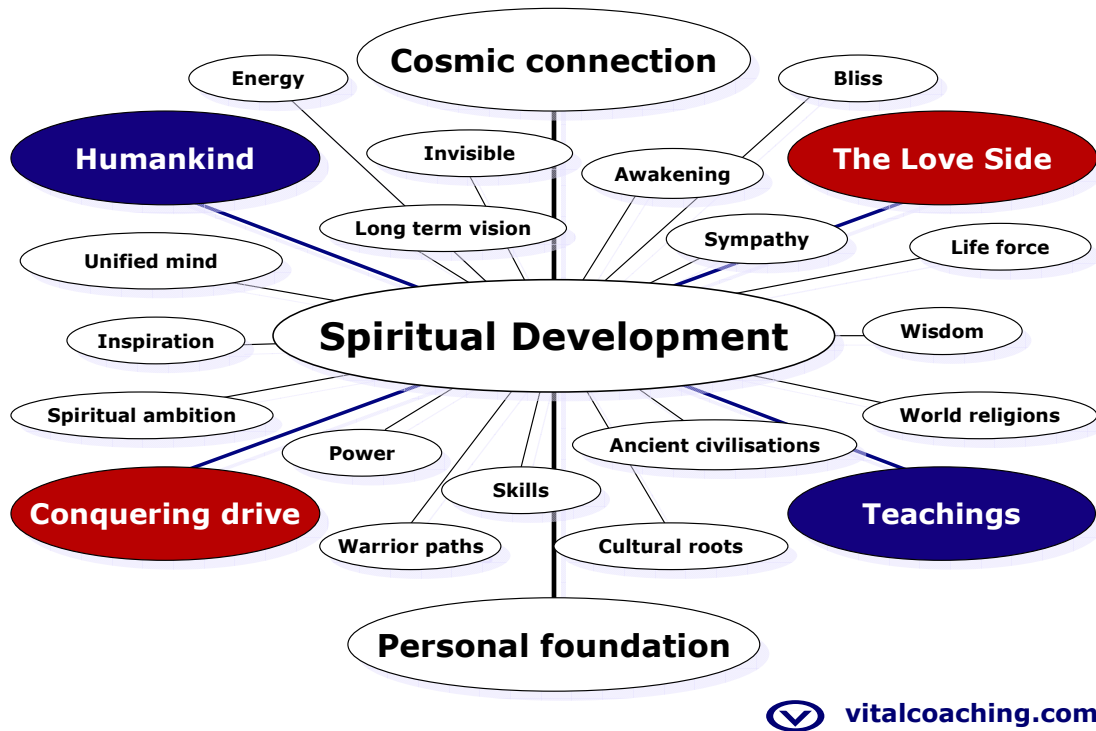 Cosmic connection
Energy
Bliss
Humankind
Invisible
Awakening
The Love Side
Long term vision
Sympathy
Life force
Unified mind
Spiritual Development
Inspiration
Wisdom
Spiritual ambition
World religions
Power
Ancient civilisations
Skills
Conquering drive
Teachings
Warrior paths
Cultural roots
Personal foundation
vitalcoaching.com